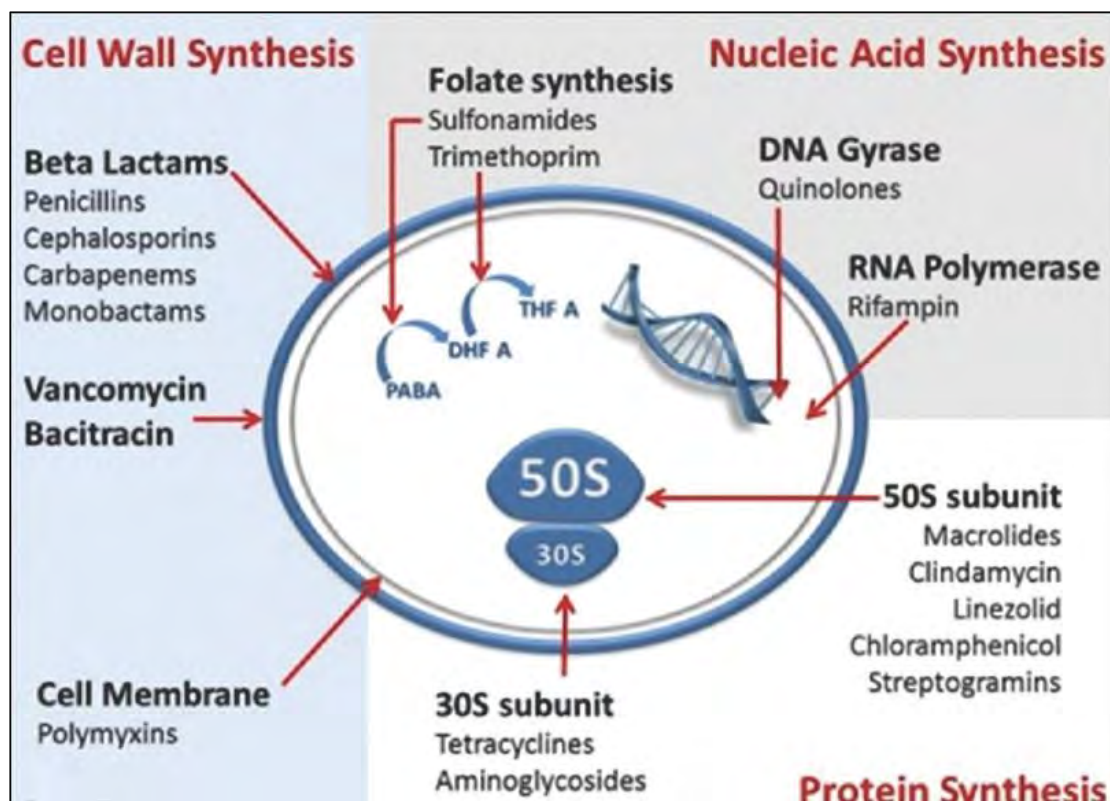 Cell Wall Synthesis
Nucleic Acid Synthesis
Folate synthesis
Sulfonamides
Trimethoprim
Beta Lactams
Penicillins
Cephalosporins
Carbapenems
Monobactams
DNA Gyrase
Quinolones
RNA Polymerase
Rifampin
THF A
DHF A
PABA
Vancomycin
Bacitracin
50S
30S
50S subunit
Macrolides
Clindamycin
Linezolid
Chloramphenicol
Streptogramins
Cell Membrane
Polymyxins
30S subunit
Tetracyclines
Aminoglycosides
Protein Synthesis